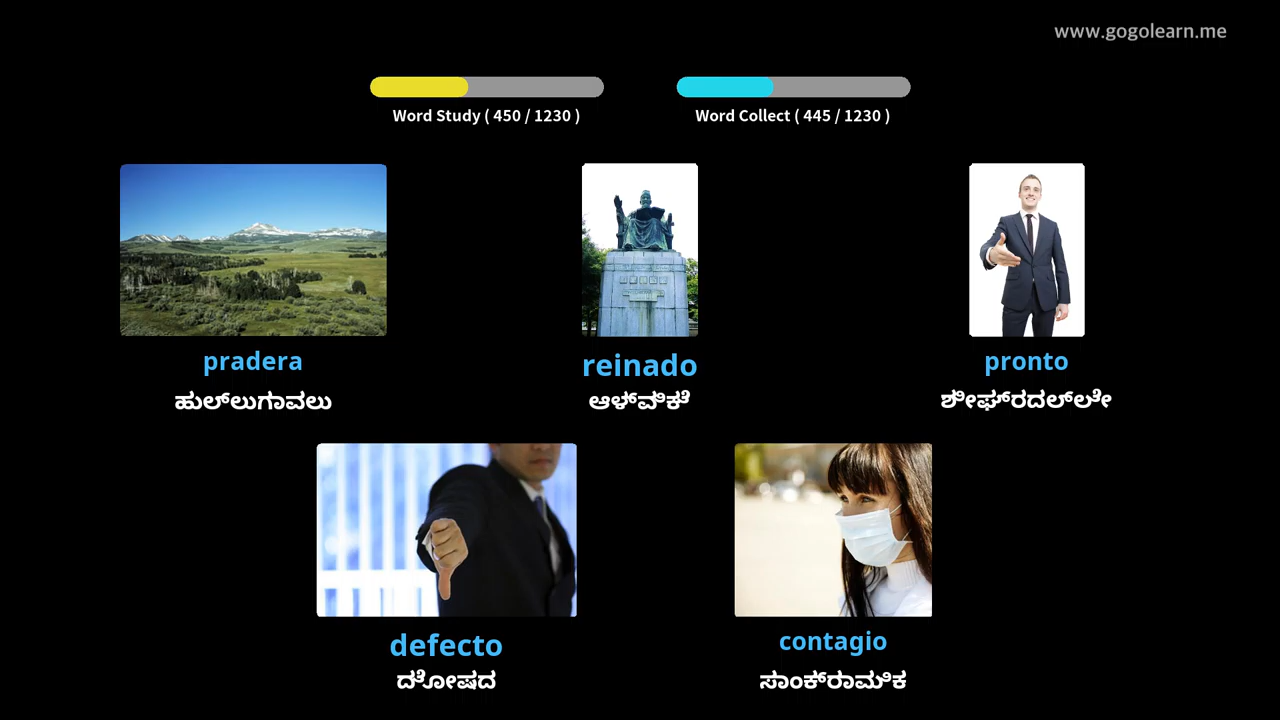 www.gogolearn.me
Word Study ( 450 / 1230 )
Word Collect ( 445 / 1230 )
pradera
ಹುಲ್ಲುಗಾವಲು
reinado
ಆಳ್ವಿಕೆ
pronto
ಶೀಘ್ರದಲ್ಲೇ
defecto
ದೋಷದ
contagio
ಸಾಂಕ್ರಾಮಿಕ